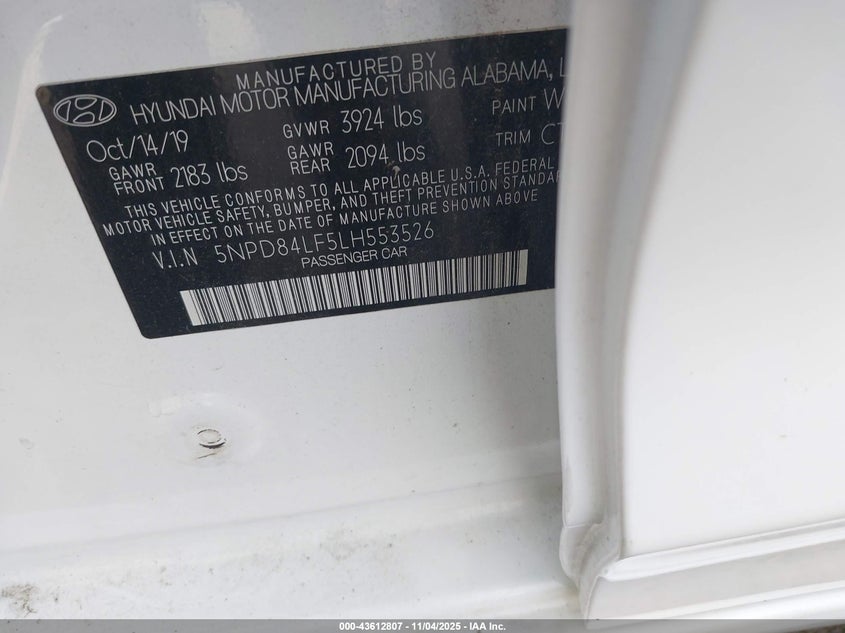 MANUFACTURED BY
HYUNDAI MOTOR MANUFACTURING ALABAMA,
Oct/14/19 GVWR 3924 lbs PAINT
GAWR FRONT 2183 lbs GAWR REAR 2094 lbs TRIM
THIS VEHICLE CONFORMS TO ALL APPLICABLE U.S.A. FEDERAL
MOTOR VEHICLE SAFETY, BUMPER, AND THEFT PREVENTION
IN EFFECT ON THE DATE OF MANUFACTURE SHOWN ABOVE
V.I.N 5NPD84LF5LH553526
PASSENGER CAR
000-43612807 - 11/04/2025 - IAA Inc.